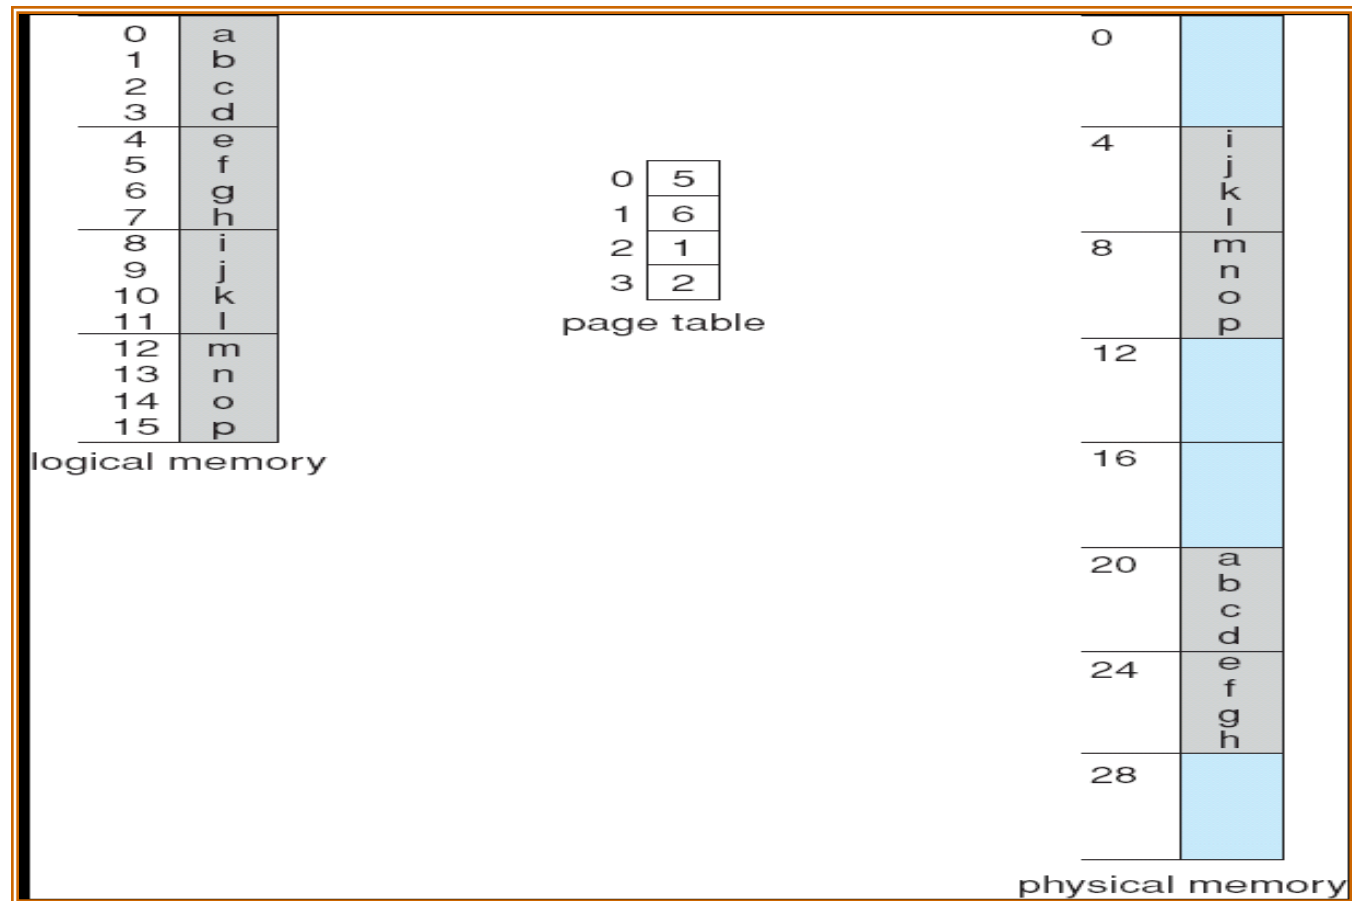 0 a
1 b
2 c
3 d
4 e
5 f
6 g
7 h
8 i
9 j
10 k
11 l
12 m
13 n
14 o
15 p
logical memory
0 5
1 6
2 1
3 2
page table
0
4 i
j
k
l
8 m
n
o
p
12
16
20 a
b
c
d
24 e
f
g
h
28
physical memory